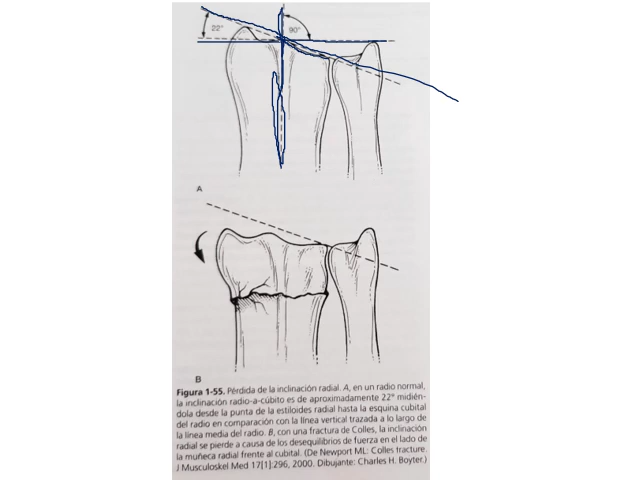 22°
90°
A
B
Figura 1-55. Pérdida de la inclinación radial. A, en un radio normal,
la inclinación radio-a-cúbito es de aproximadamente 22° midién-
dola desde la punta de la estiloides radial hasta la esquina cubital
del radio en comparación con la línea vertical trazada a lo largo de
la línea media del radio. B, con una fractura de Colles, la inclinación
radial se pierde a causa de los desequilibrios de fuerza en el lado de
la muñeca radial frente al cubital. (De Newport ML: Colles fracture.
J Musculoskel Med 17[1]:296, 2000. Dibujante: Charles H. Boyter.)